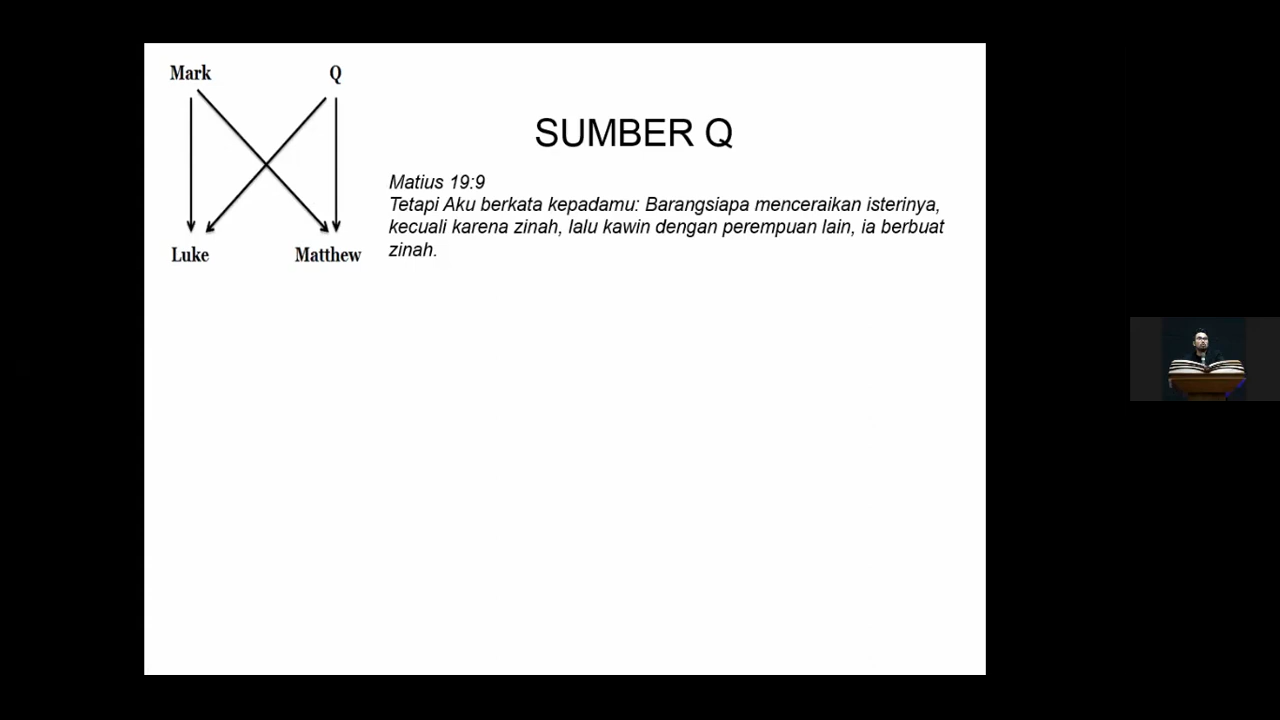 Mark
Q
Luke
Matthew
SUMBER Q
Matius 19:9
Tetapi Aku berkata kepadamu: Barangsiapa menceraikan isterinya,
kecuali karena zinah, lalu kawin dengan perempuan lain, ia berbuat
zinah.